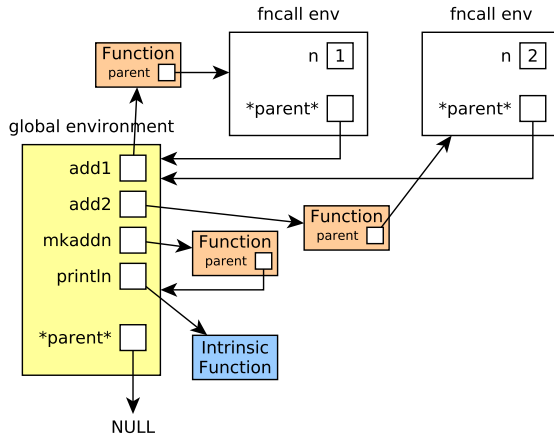 fncall env
fncall env
Function
parent
n 1
*parent*
n 2
*parent*
global environment
add1
add2
mkaddn
println
*parent*
Function
parent
Function
parent
Intrinsic
Function
NULL